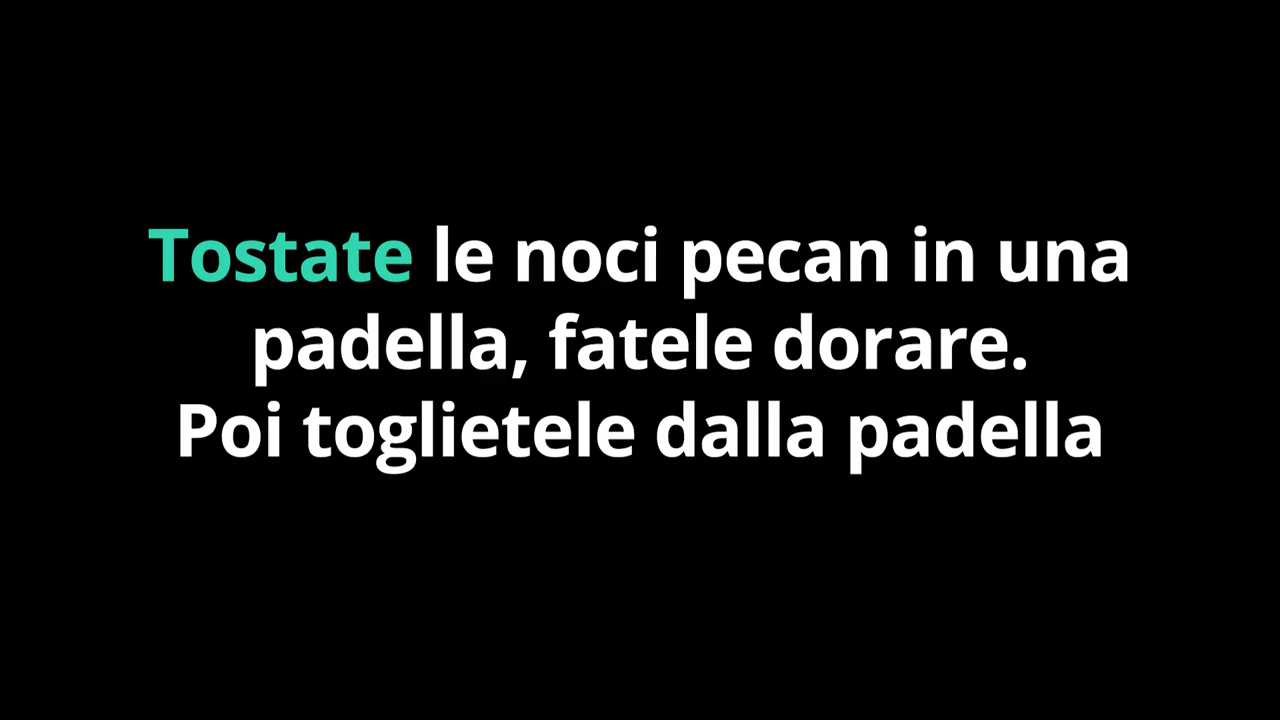 Tostate le noci pecan in una
padella, fatele dorare.
Poi toglietele dalla padella